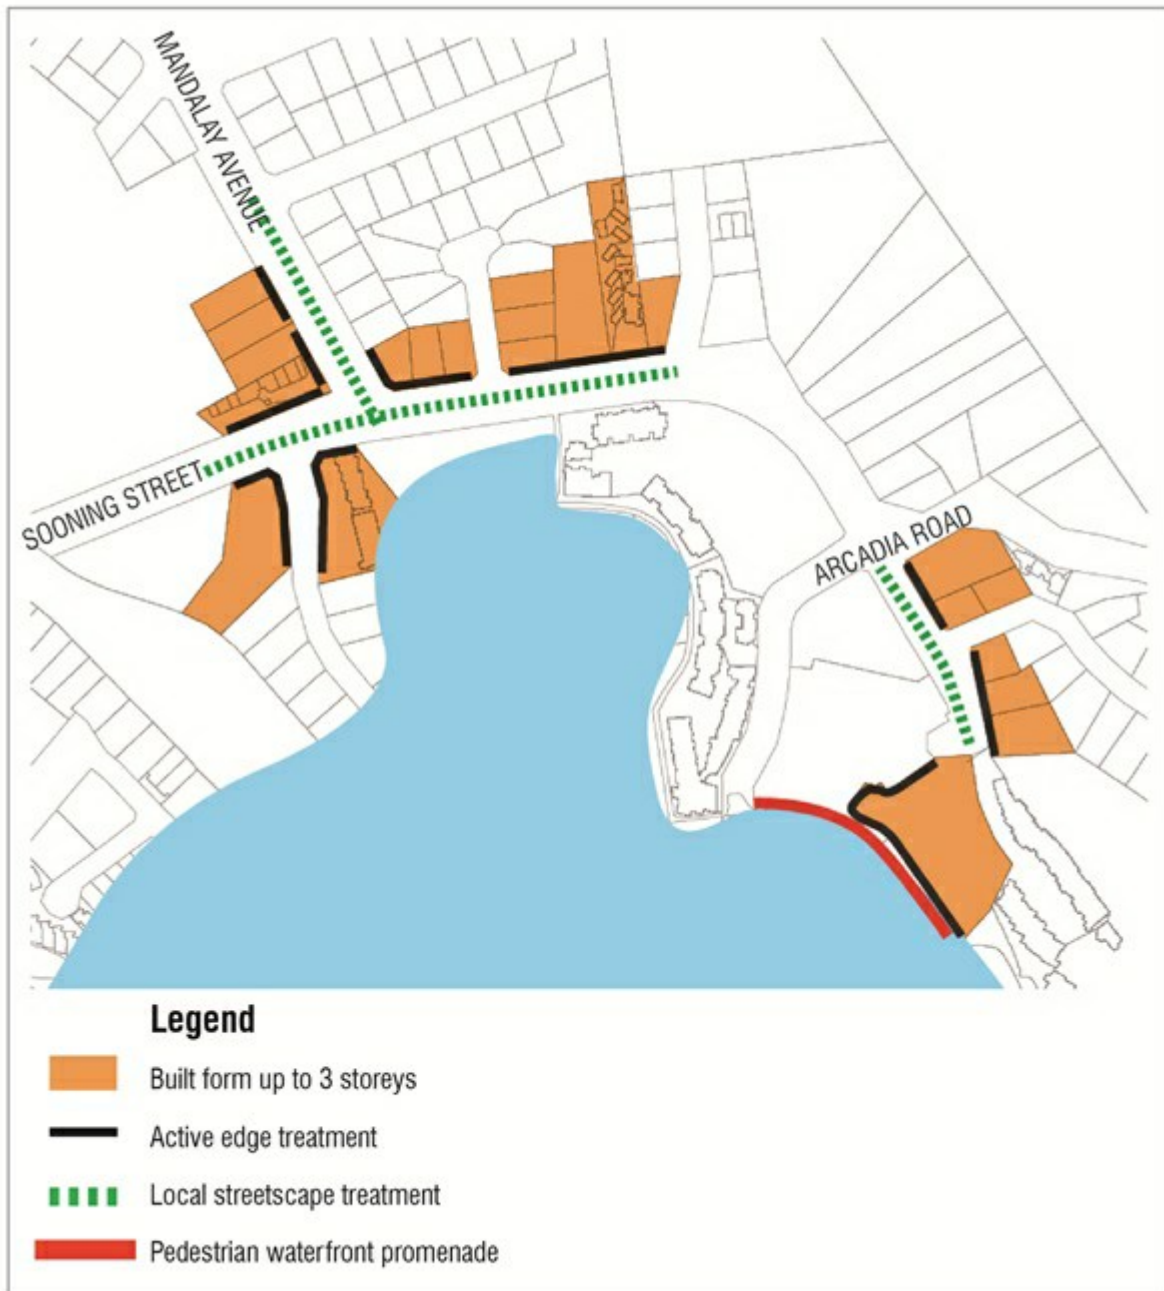 MANDALAY AVENUE
SOONING STREET
ARCADIA ROAD
Legend
Built form up to 3 storeys
Active edge treatment
Local streetscape treatment
Pedestrian waterfront promenade